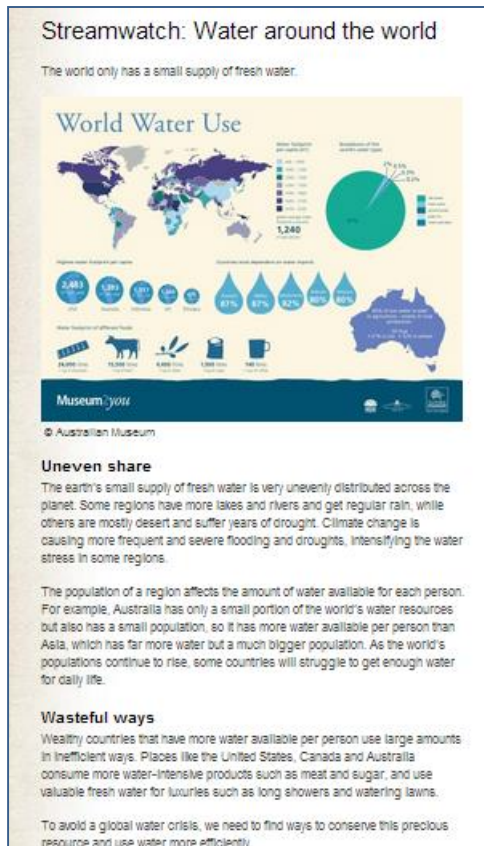 Streamwatch: Water around the world
The world only has a small supply of fresh water.
World Water Use
1,240
2,483
87%
87%
82%
80%
80%
Museum2you
© Australian Museum
Uneven share
The earth's small supply of fresh water is very unevenly distributed across the
planet. Some regions have more lakes and rivers and get regular rain, while
others are mostly desert and suffer years of drought. Climate change is
causing more frequent and severe flooding and droughts, intensifying the water
stress in some regions.
The population of a region affects the amount of water available for each person.
For example, Australia has only a small portion of the world's water resources
but also has a small population, so it has more water available per person than
Asia, which has far more water but a much bigger population. As the world's
populations continue to rise, some countries will struggle to get enough water
for daily life.
Wasteful ways
Wealthy countries that have more water available per person use large amounts
in inefficient ways. Places like the United States, Canada and Australia
consume more water-intensive products such as meat and sugar, and use
valuable fresh water for luxuries such as long showers and watering lawns.
To avoid a global water crisis, we need to find ways to conserve this precious
resource and use water more efficiently.